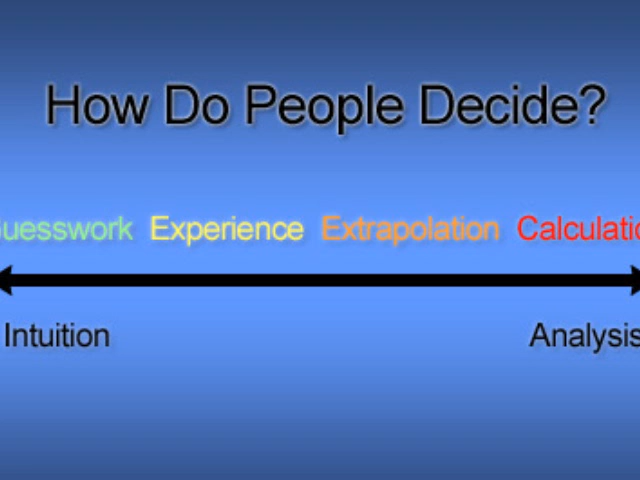 How Do People Decide?
uesswork Experience Extrapolation Calculatio
Intuition Analysis